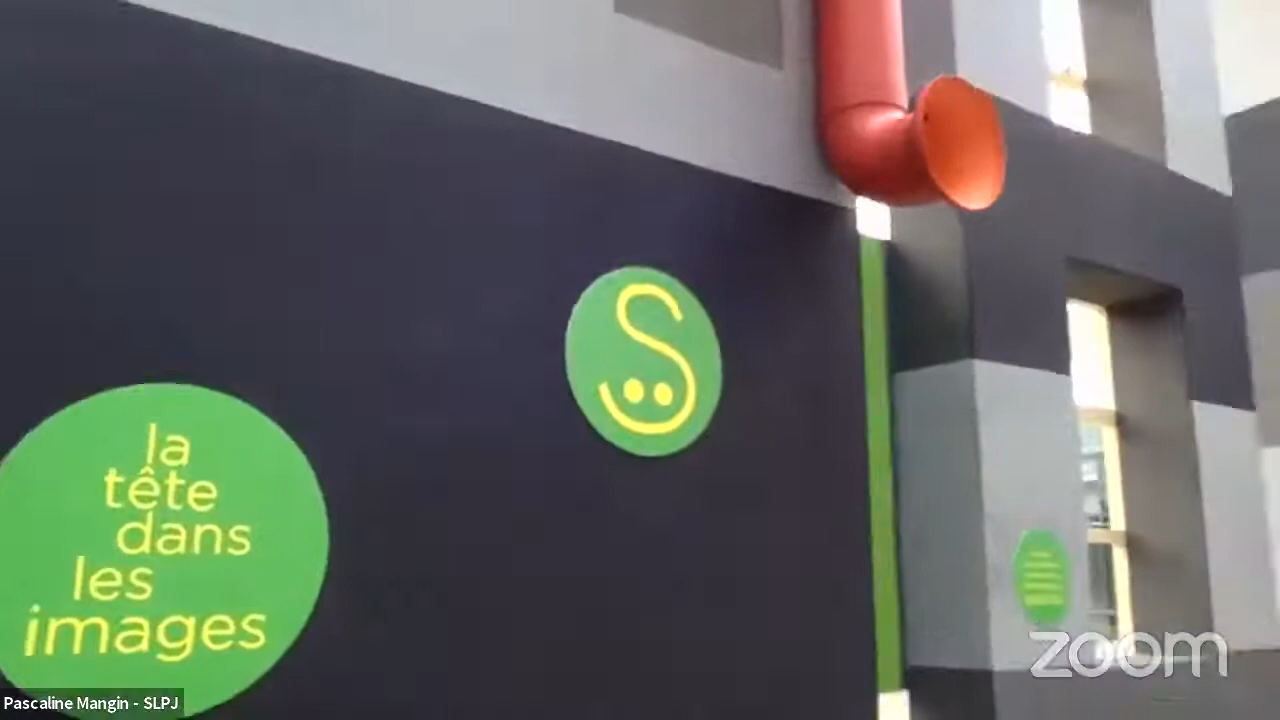 S
la
tête
dans
les
images
zoom
Pascaline Mangin - SLPJ